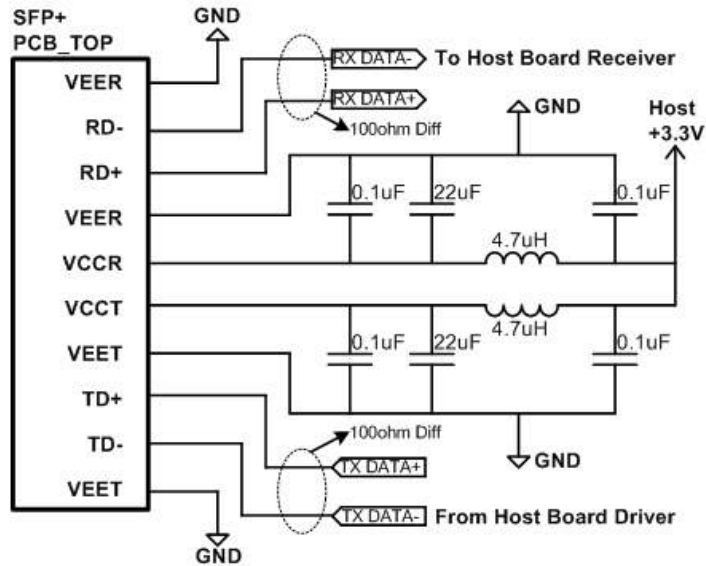 SFP+
PCB_TOP
GND
VEER
RX DATA-
To Host Board Receiver
RD-
RX DATA+
GND
Host
+3.3V
100ohm Diff
RD+
0.1uF
22uF
0.1uF
VEER
4.7uH
VCCR
VCCT
4.7uH
0.1uF
22uF
0.1uF
VEET
TD+
100ohm Diff
TD-
TX DATA+
GND
VEET
TX DATA-
From Host Board Driver
GND